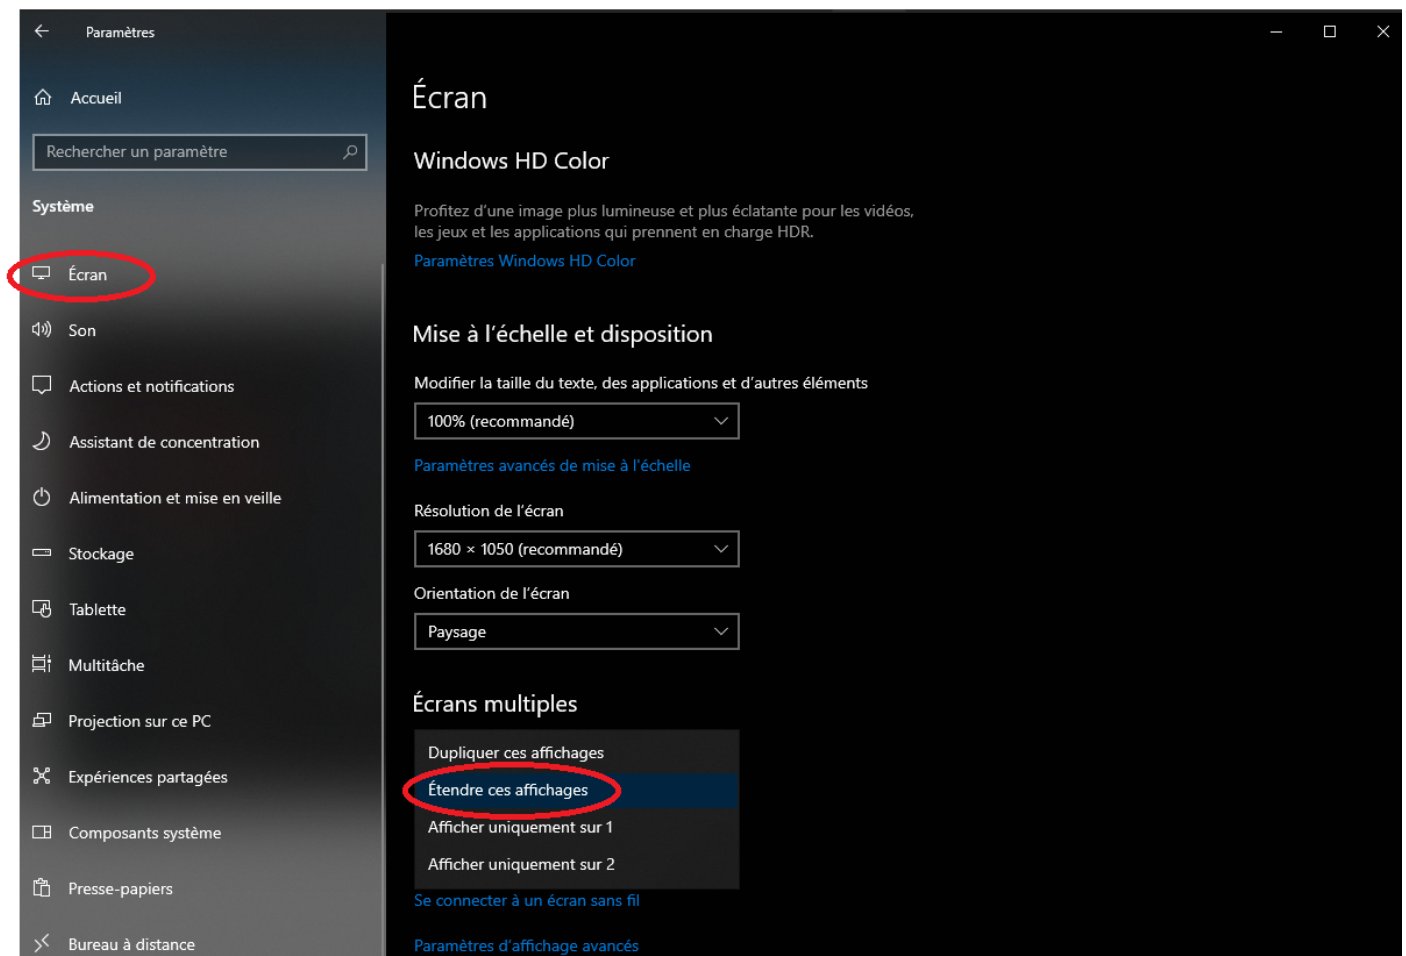 Paramètres
Accueil
Rechercher un paramètre
Système
Écran
Son
Actions et notifications
Assistant de concentration
Alimentation et mise en veille
Stockage
Tablette
Multitâche
Projection sur ce PC
Expériences partagées
Composants système
Presse-papiers
Bureau à distance
Écran
Windows HD Color
Profitez d'une image plus lumineuse et plus éclatante pour les vidéos,
les jeux et les applications qui prennent en charge HDR.
Paramètres Windows HD Color
Mise à l'échelle et disposition
Modifier la taille du texte, des applications et d'autres éléments
100% (recommandé)
Paramètres avancés de mise à l'échelle
Résolution de l'écran
1680 × 1050 (recommandé)
Orientation de l'écran
Paysage
Écrans multiples
Dupliquer ces affichages
Étendre ces affichages
Afficher uniquement sur 1
Afficher uniquement sur 2
Se connecter à un écran sans fil
Paramètres d'affichage avancés